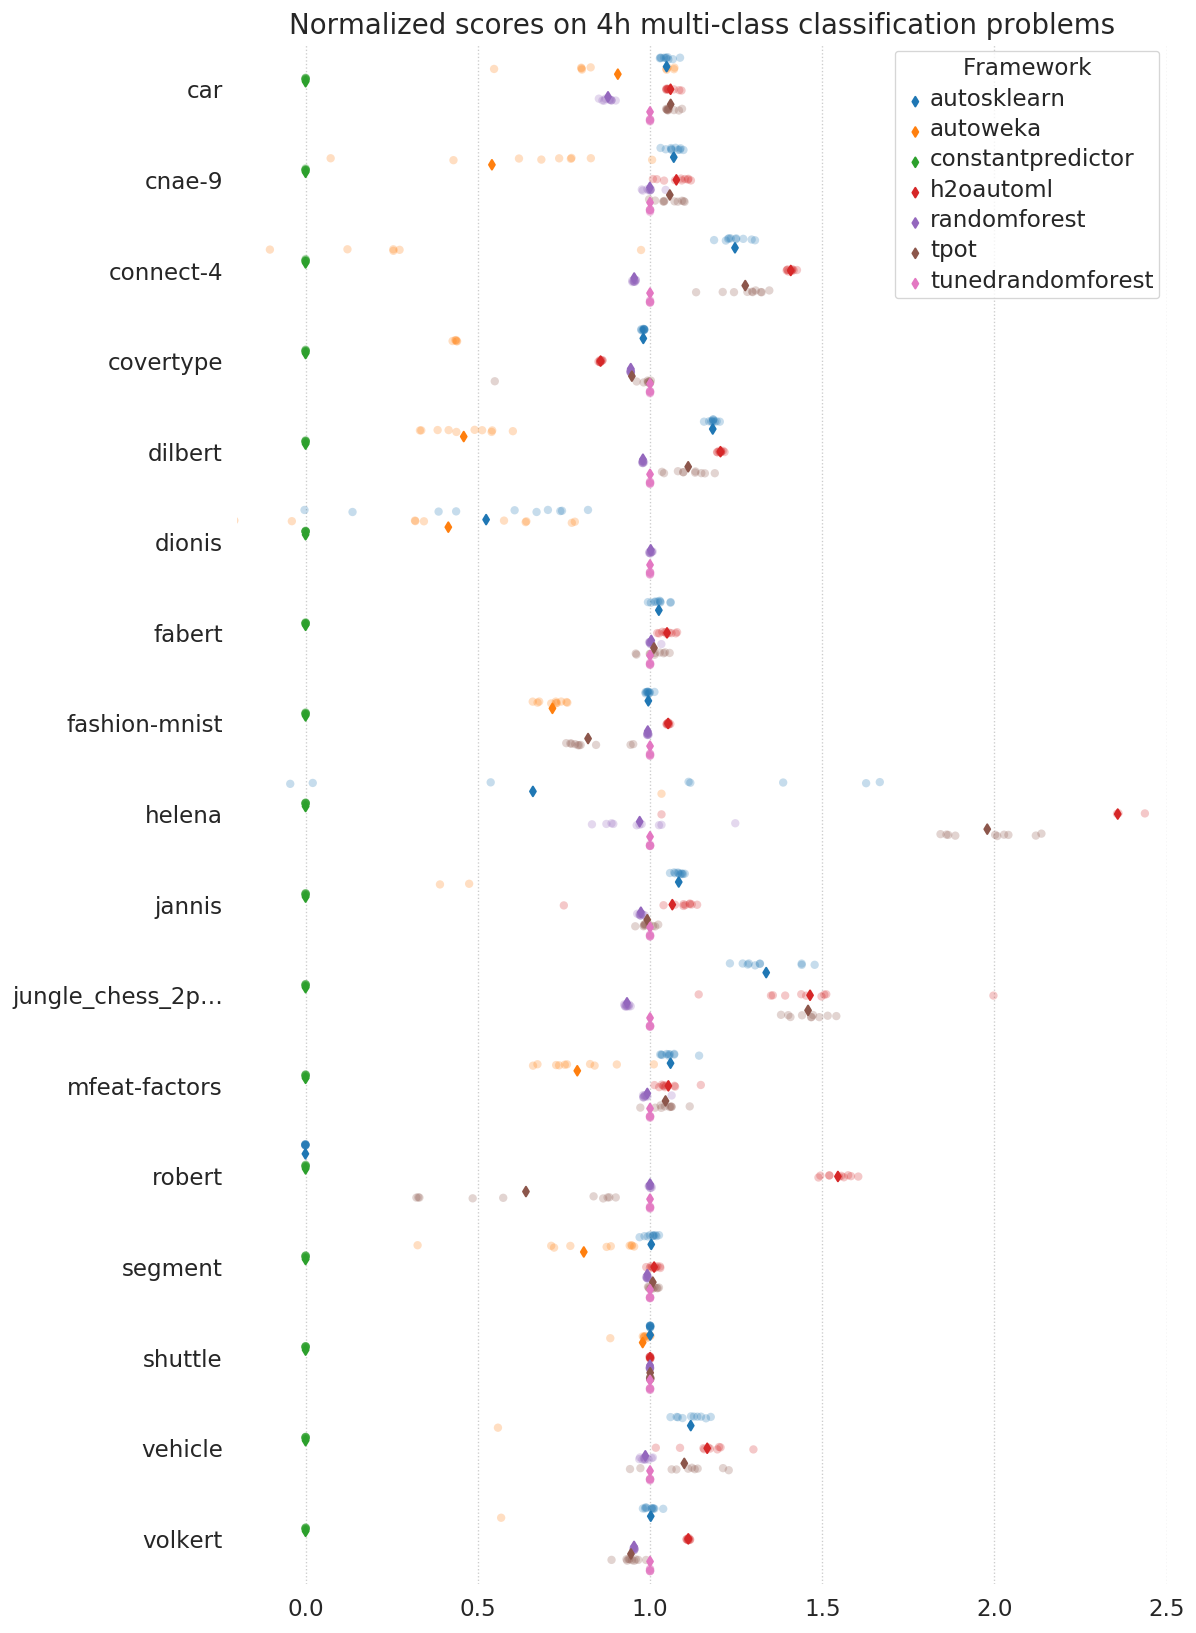 Normalized scores on 4h multi-class classification problems
Framework
autosklearn
autoweka
constantpredictor
h2oautoml
randomforest
tpot
tunedrandomforest
car
cnae-9
connect-4
covertype
dilbert
dionis
fabert
fashion-mnist
helena
jannis
jungle_chess_2p…
mfeat-factors
robert
segment
shuttle
vehicle
volkert
0.0 0.5 1.0 1.5 2.0 2.5